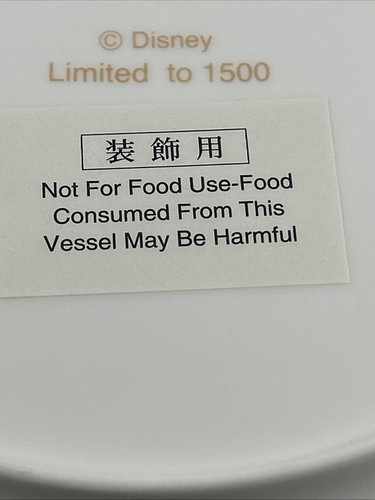 © Disney
Limited to 1500
装飾用
Not For Food Use-Food
Consumed From This
Vessel May Be Harmful